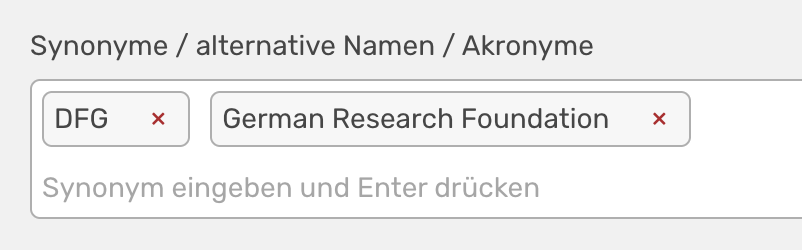 Synonyme / alternative Namen / Akronyme
DFG × German Research Foundation ×
Synonym eingeben und Enter drücken